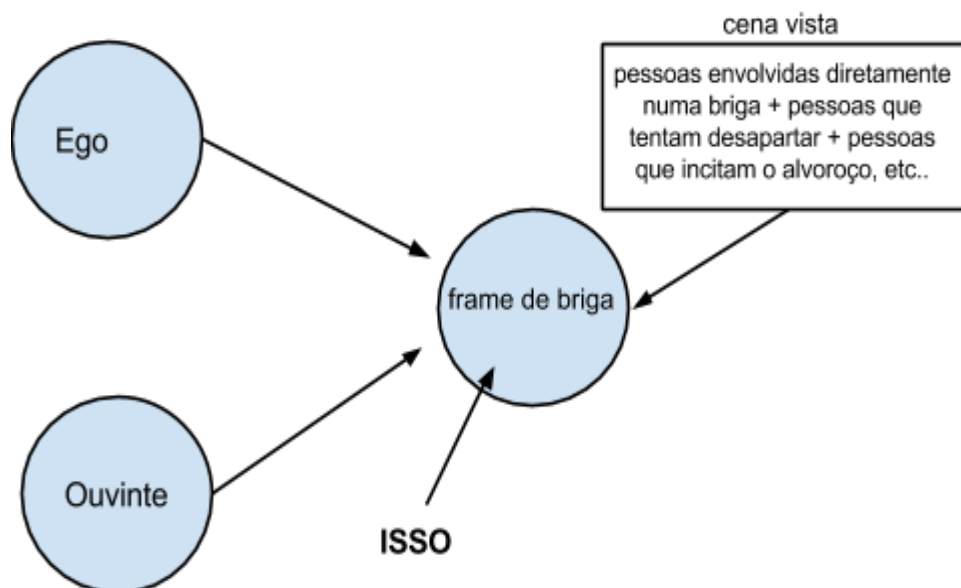 cena vista
pessoas envolvidas diretamente
numa briga + pessoas que
tentam desapartar + pessoas
que incitam o alvoroço, etc..
Ego
frame de briga
Ouvinte
ISSO